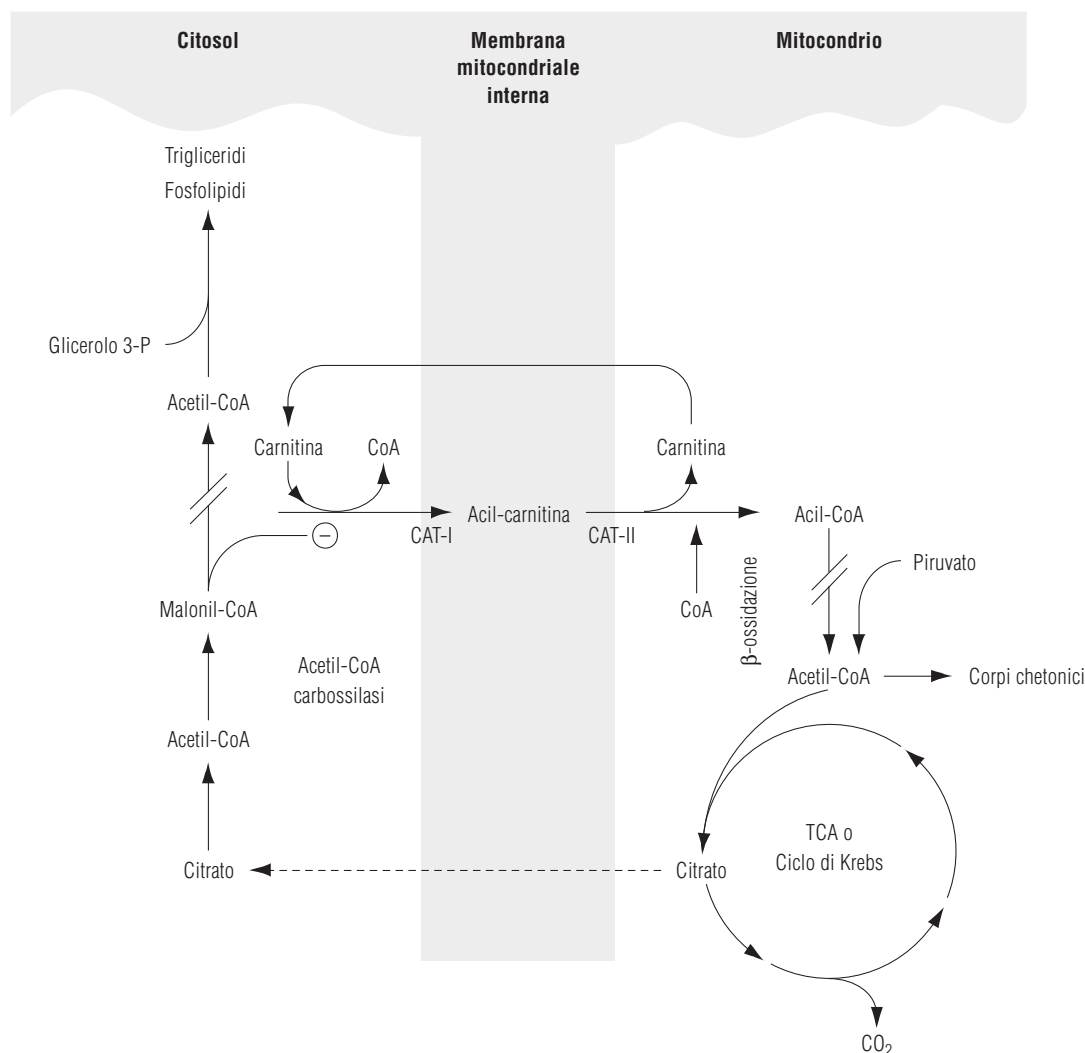 Citosol
Membrana
mitocondriale
interna
Mitocondrio
Trigliceridi
Fosfolipidi
Glicerolo 3-P
Acetil-CoA
Carnitina
CoA
Carnitina
CAT-I
Acil-carnitina
CAT-II
Acil-CoA
−
Malonil-CoA
CoA
β-ossidazione
Piruvato
Acetil-CoA
carbossilasi
Acetil-CoA
Corpi chetonici
Acetil-CoA
TCA o
Ciclo di Krebs
Citrato
Citrato
CO₂